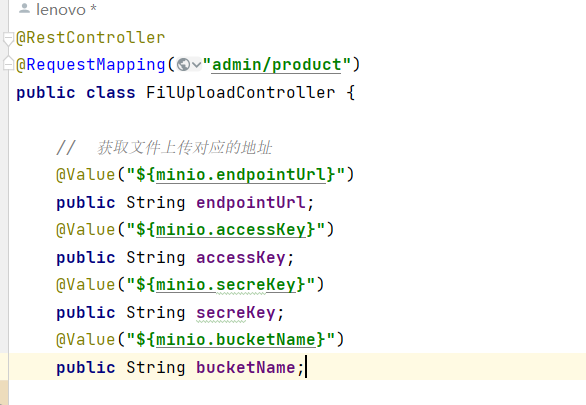 lenovo *
@RestController
@RequestMapping("admin/product")
public class FilUploadController {
//  获取文件上传对应的地址
@Value("${minio.endpointUrl}")
public String endpointUrl;
@Value("${minio.accessKey}")
public String accessKey;
@Value("${minio.secreKey}")
public String secreKey;
@Value("${minio.bucketName}")
public String bucketName;